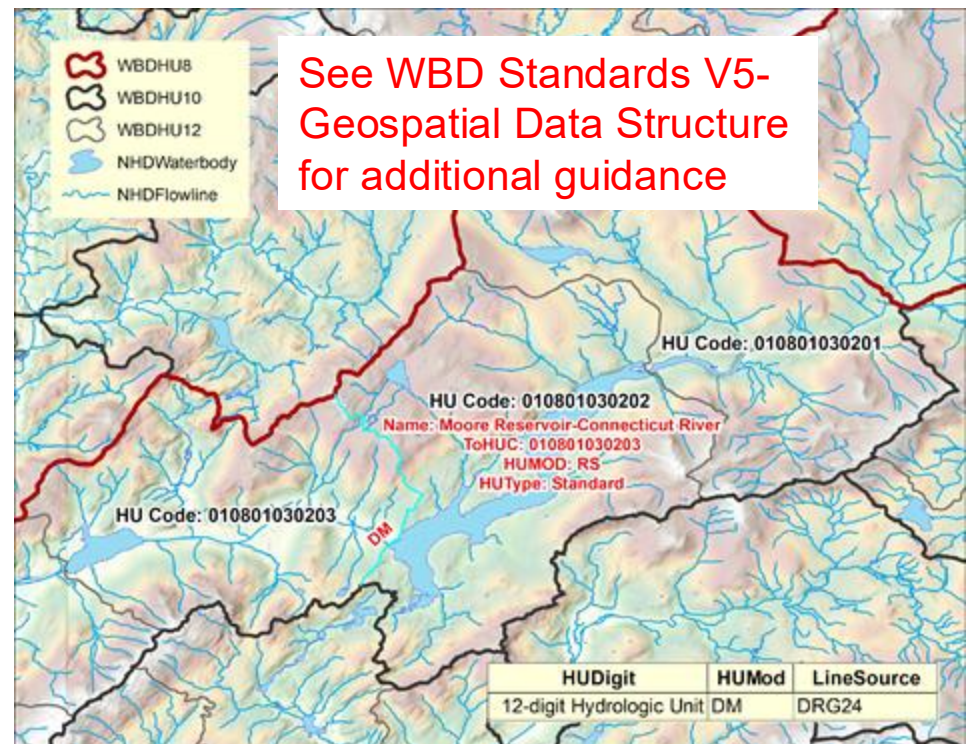 WBDHU8
WBDHU10
WBDHU12
NHDWaterbody
NHDFlowline
See WBD Standards V5-
Geospatial Data Structure
for additional guidance
HU Code: 010801030201
HU Code: 010801030202
Name: Moore Reservoir-Connecticut River
ToHUC: 010801030203
HUMOD: RS
HUType: Standard
HU Code: 010801030203
DM
HUDigit HUMod LineSource
12-digit Hydrologic Unit DM DRG24